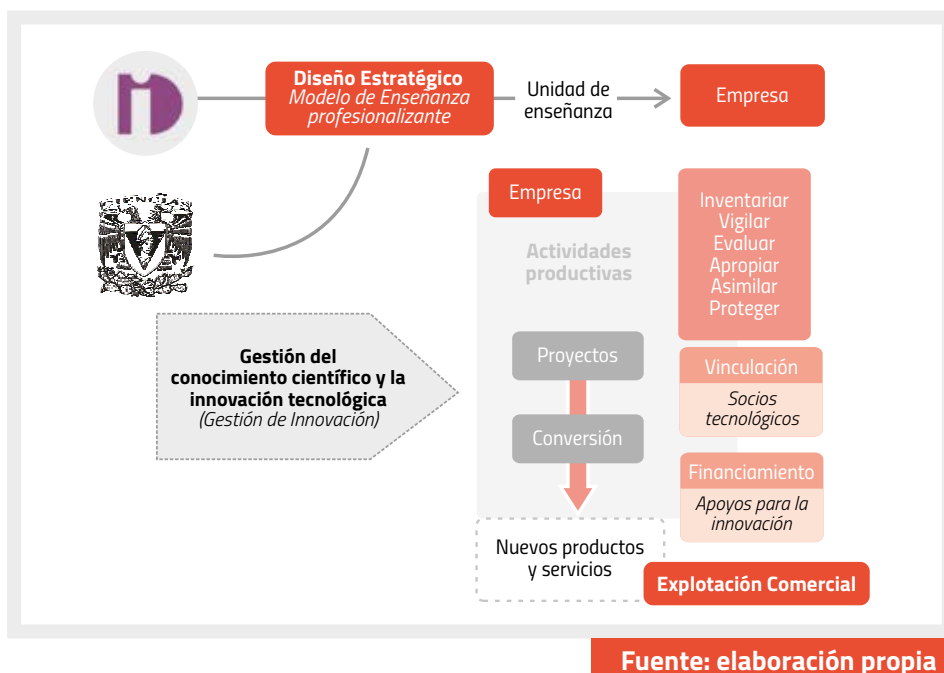 Diseño Estratégico
Modelo de Enseñanza
profesionalizante
Unidad de
enseñanza
Empresa
CIENCIAS
Empresa
Actividades
productivas
Inventariar
Vigilar
Evaluar
Apropiar
Asimilar
Proteger
Gestión del
conocimiento científico y la
innovación tecnológica
(Gestión de Innovación)
Proyectos
Conversión
Vinculación
Socios
tecnológicos
Financiamiento
Apoyos para la
innovación
Nuevos productos
y servicios
Explotación Comercial
Fuente: elaboración propia